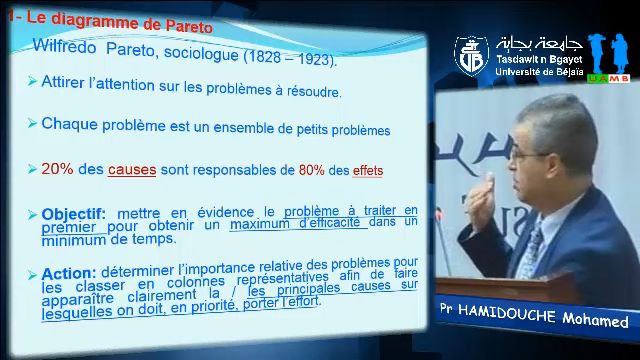 1- Le diagramme de Pareto
Wilfredo Pareto, sociologue (1828 – 1923).
Attirer l'attention sur les problèmes à résoudre.
Chaque problème est un ensemble de petits problèmes
20% des causes sont responsables de 80% des effets
Objectif: mettre en évidence le problème à traiter en
premier pour obtenir un maximum d'efficacité dans un
minimum de temps.
Action: déterminer l'importance relative des problèmes pour
les classer en colonnes représentatives afin de faire
apparaître clairement la / les principales causes sur
lesquelles on doit, en priorité, porter l'effort.
جامعة بجاية
Tasdawit n Bgayet
Université de Béjaïa
UAMB
Pr HAMIDOUCHE Mohamed